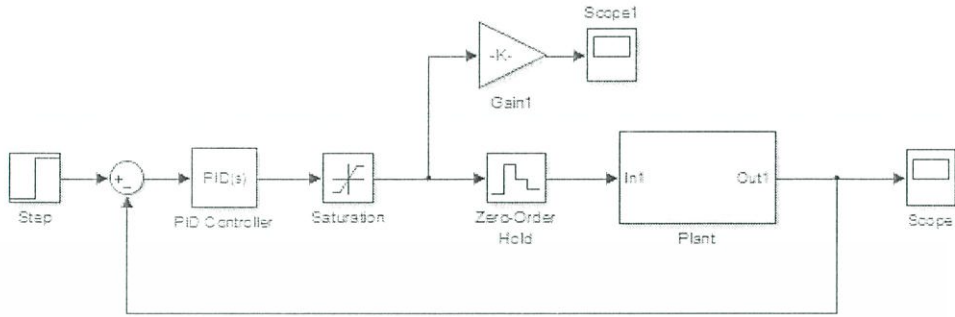 Scope1
-K-
Gain1
Step
+
-
PID(s)
PID Controller
Saturation
Zero-Order
Hold
In1
Out1
Plant
Scope